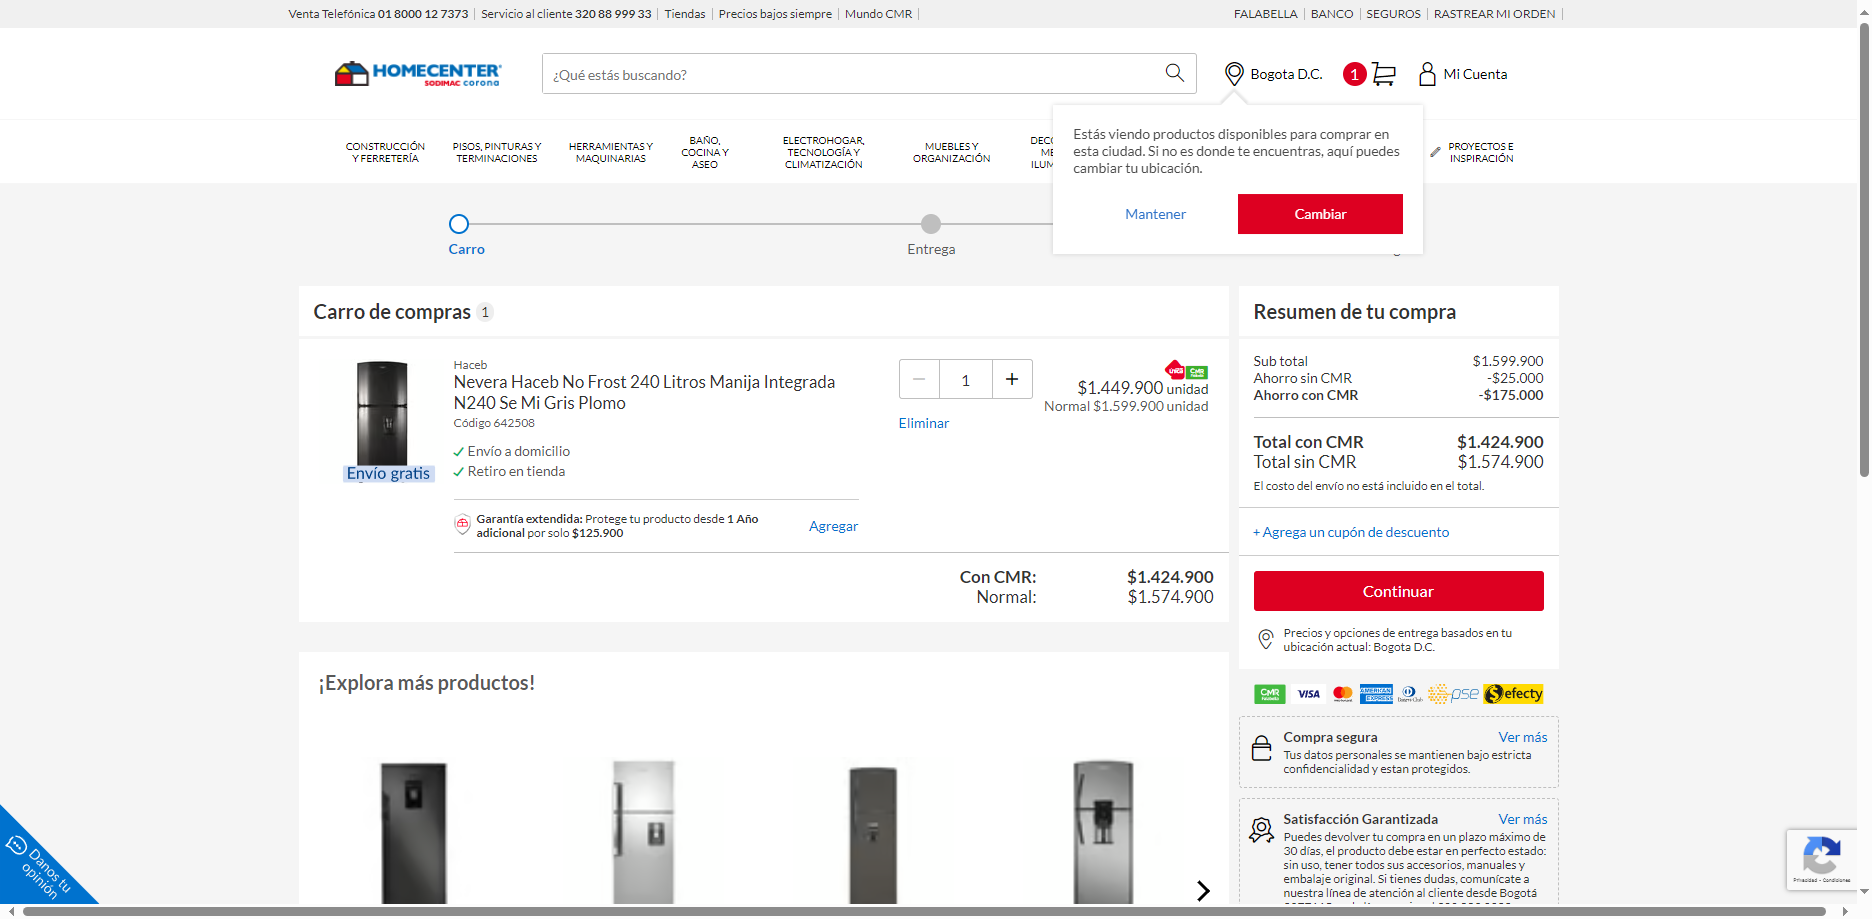 Venta Telefónica 01 8000 12 7373 Servicio al cliente 320 88 999 33 Tiendas Precios bajos siempre Mundo CMR
FALABELLA BANCO SEGUROS RASTREAR MI ORDEN
HOMECENTER
SODIMAC corona
¿Qué estás buscando?
Bogota D.C.
1
Mi Cuenta
CONSTRUCCIÓN
Y FERRETERÍA
PISOS, PINTURAS Y
TERMINACIONES
HERRAMIENTAS Y
MAQUINARIAS
BAÑO,
COCINA Y
ASEO
ELECTROHOGAR,
TECNOLOGÍA Y
CLIMATIZACIÓN
MUEBLES Y
ORGANIZACIÓN
PROYECTOS E
INSPIRACIÓN
Estás viendo productos disponibles para comprar en
esta ciudad. Si no es donde te encuentras, aquí puedes
cambiar tu ubicación.
Mantener
Cambiar
Carro
Entrega
Carro de compras 1
Haceb
Nevera Haceb No Frost 240 Litros Manija Integrada
N240 Se Mi Gris Plomo
Código 642508
Envío a domicilio
Retiro en tienda
Envío gratis
1
Eliminar
CMR
$1.449.900 unidad
Normal $1.599.900 unidad
Garantía extendida: Protege tu producto desde 1 Año
adicional por solo $125.900
Agregar
Con CMR: $1.424.900
Normal: $1.574.900
Resumen de tu compra
Sub total $1.599.900
Ahorro sin CMR -$25.000
Ahorro con CMR -$175.000
Total con CMR $1.424.900
Total sin CMR $1.574.900
El costo del envío no está incluido en el total.
+ Agrega un cupón de descuento
Continuar
Precios y opciones de entrega basados en tu
ubicación actual: Bogota D.C.
CMR VISA AMERICAN EXPRESS Diners Club pse efecty
Compra segura Ver más
Tus datos personales se mantienen bajo estricta
confidencialidad y estan protegidos.
Satisfacción Garantizada Ver más
Puedes devolver tu compra en un plazo máximo de
30 días, el producto debe estar en perfecto estado:
sin uso, tener todos sus accesorios, manuales y
embalaje original. Si tienes dudas, comunícate a
nuestra línea de atención al cliente desde Bogotá
¡Explora más productos!
Danos tu
opinión
Privacidad - Condiciones